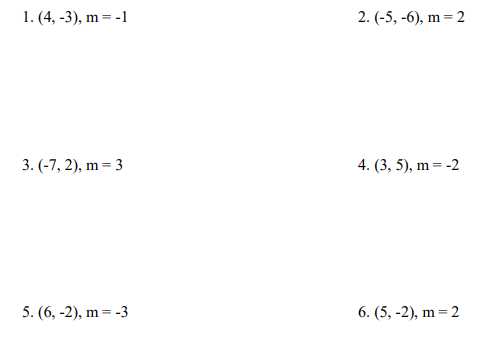 1. (4, -3), m = -1
2. (-5, -6), m = 2
3. (-7, 2), m = 3
4. (3, 5), m = -2
5. (6, -2), m = -3
6. (5, -2), m = 2